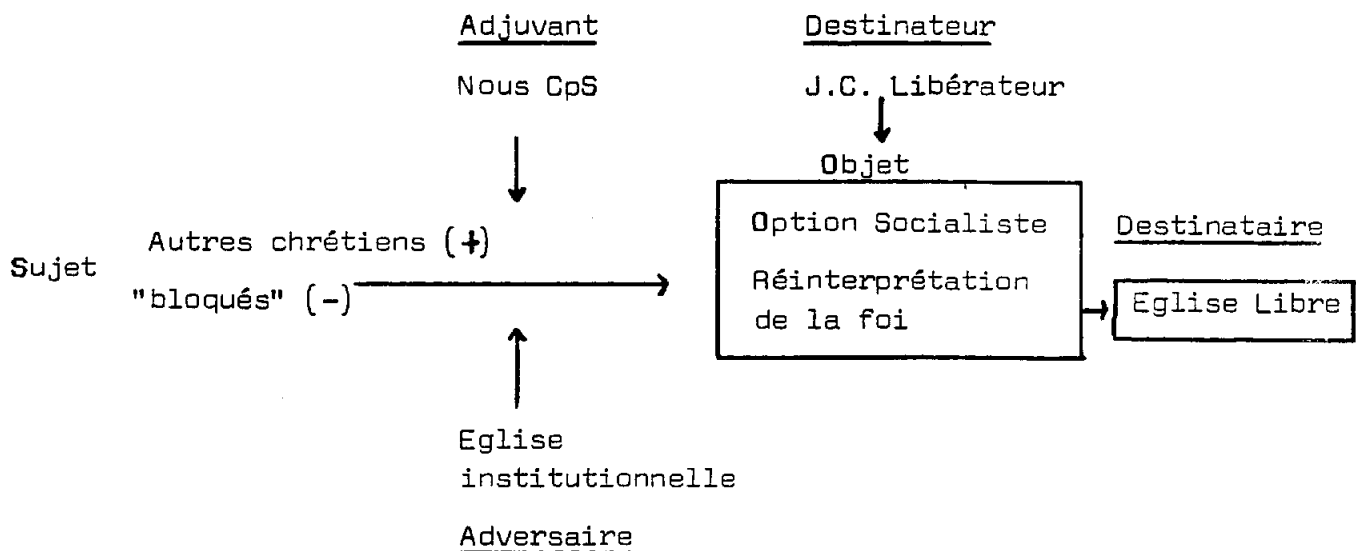 Adjuvant
Destinateur
Nous CpS
J.C. Libérateur
Objet
Option Socialiste
Réinterprétation
de la foi
Destinataire
Eglise Libre
Sujet
Autres chrétiens (+)
"bloqués" (-)
Eglise
institutionnelle
Adversaire